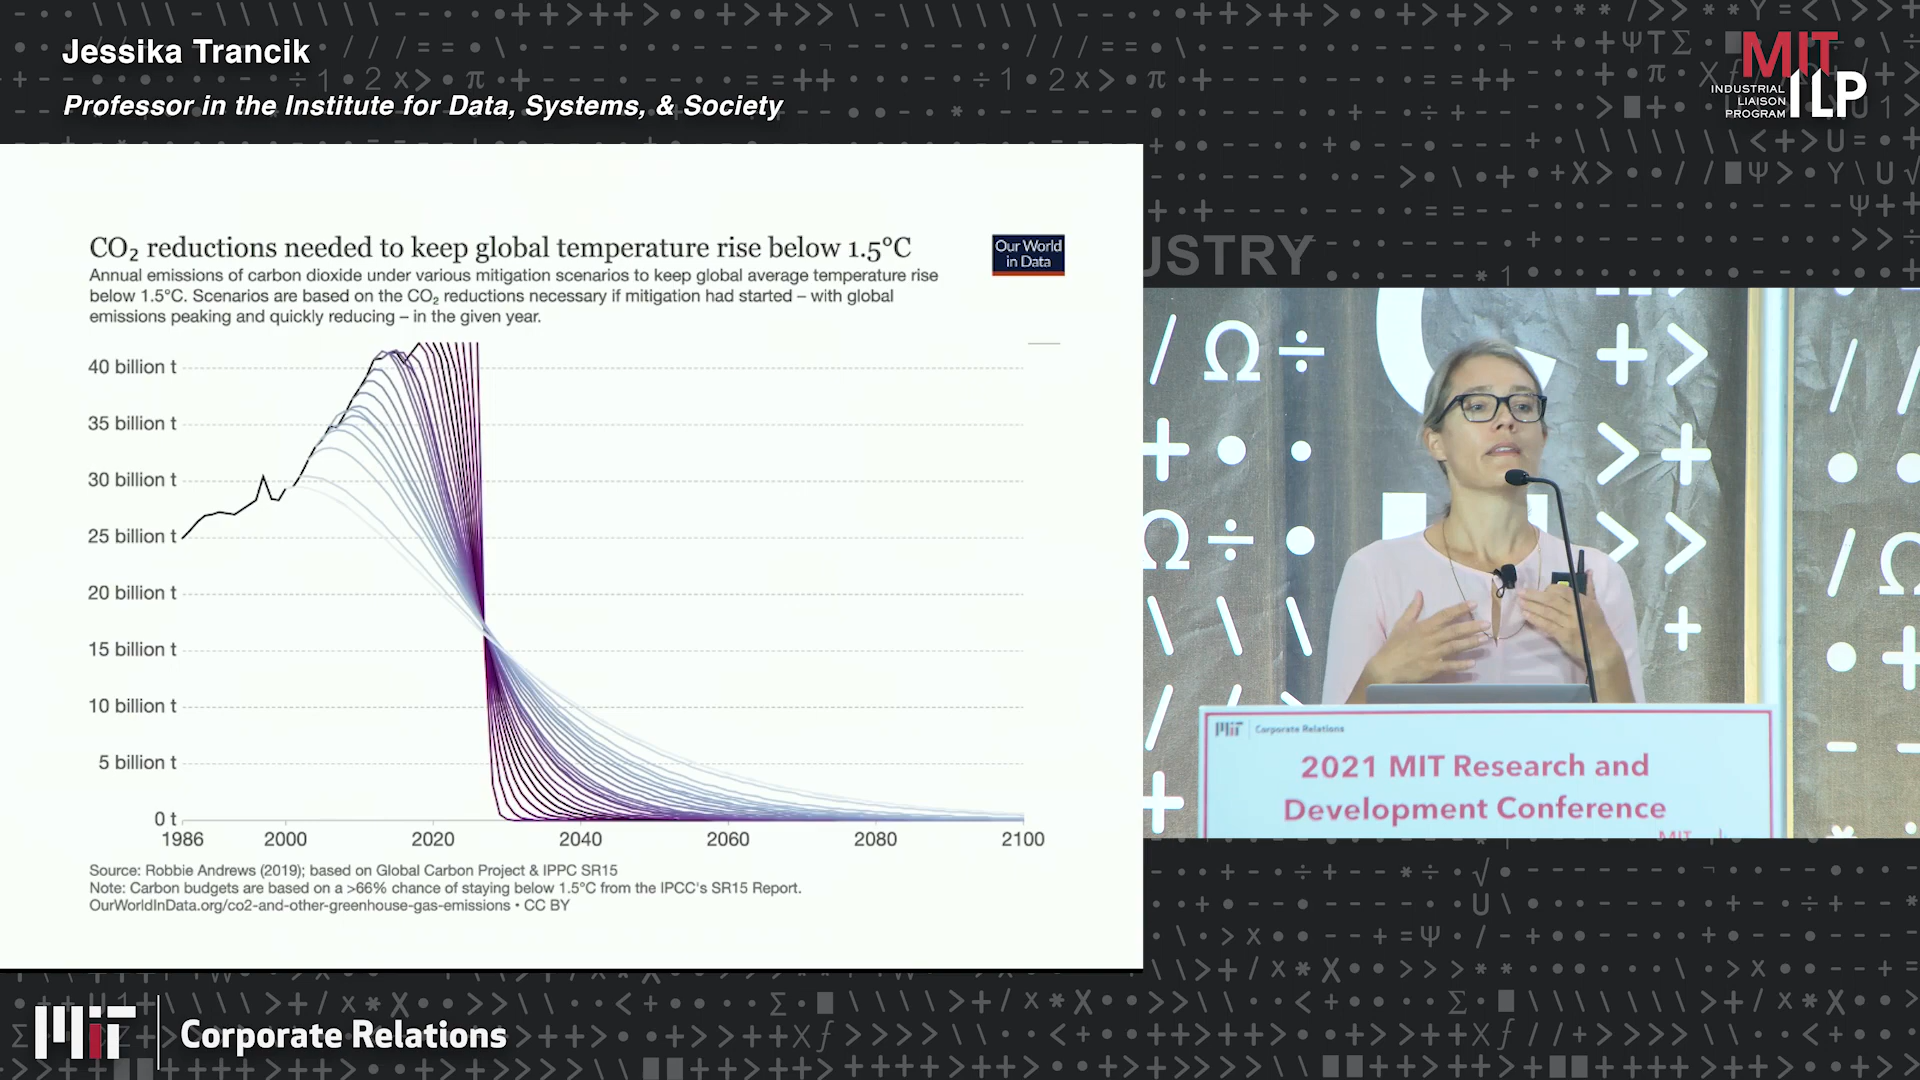 Jessika Trancik
Professor in the Institute for Data, Systems, & Society
MIT
ILP
INDUSTRIAL
LIAISON
PROGRAM
USTRY
CO₂ reductions needed to keep global temperature rise below 1.5°C
Our World
in Data
Annual emissions of carbon dioxide under various mitigation scenarios to keep global average temperature rise
below 1.5°C. Scenarios are based on the CO₂ reductions necessary if mitigation had started – with global
emissions peaking and quickly reducing – in the given year.
40 billion t
35 billion t
30 billion t
25 billion t
20 billion t
15 billion t
10 billion t
5 billion t
0 t
1986 2000 2020 2040 2060 2080 2100
Source: Robbie Andrews (2019); based on Global Carbon Project & IPPC SR15
Note: Carbon budgets are based on a >66% chance of staying below 1.5°C from the IPCC's SR15 Report.
OurWorldInData.org/co2-and-other-greenhouse-gas-emissions • CC BY
MIT Corporate Relations
2021 MIT Research and
Development Conference
MIT
MIT Corporate Relations